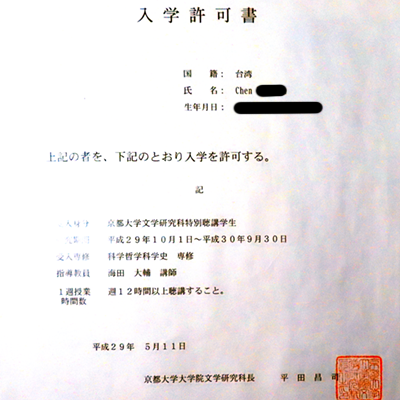 入学許可書
国 籍： 台湾
氏 名： Chen
生年月日：
上記の者を、下記のとおり入学を許可する。
記
京都大学文学研究科特別聴講学生
平成29年10月1日～平成30年9月30日
受入専修 科学哲学科学史 専修
指導教員 海田 大輔 講師
1週授業時間数 週12時間以上聴講すること。
平成29年 5月11日
京都大学大学院文学研究科長 平田昌司